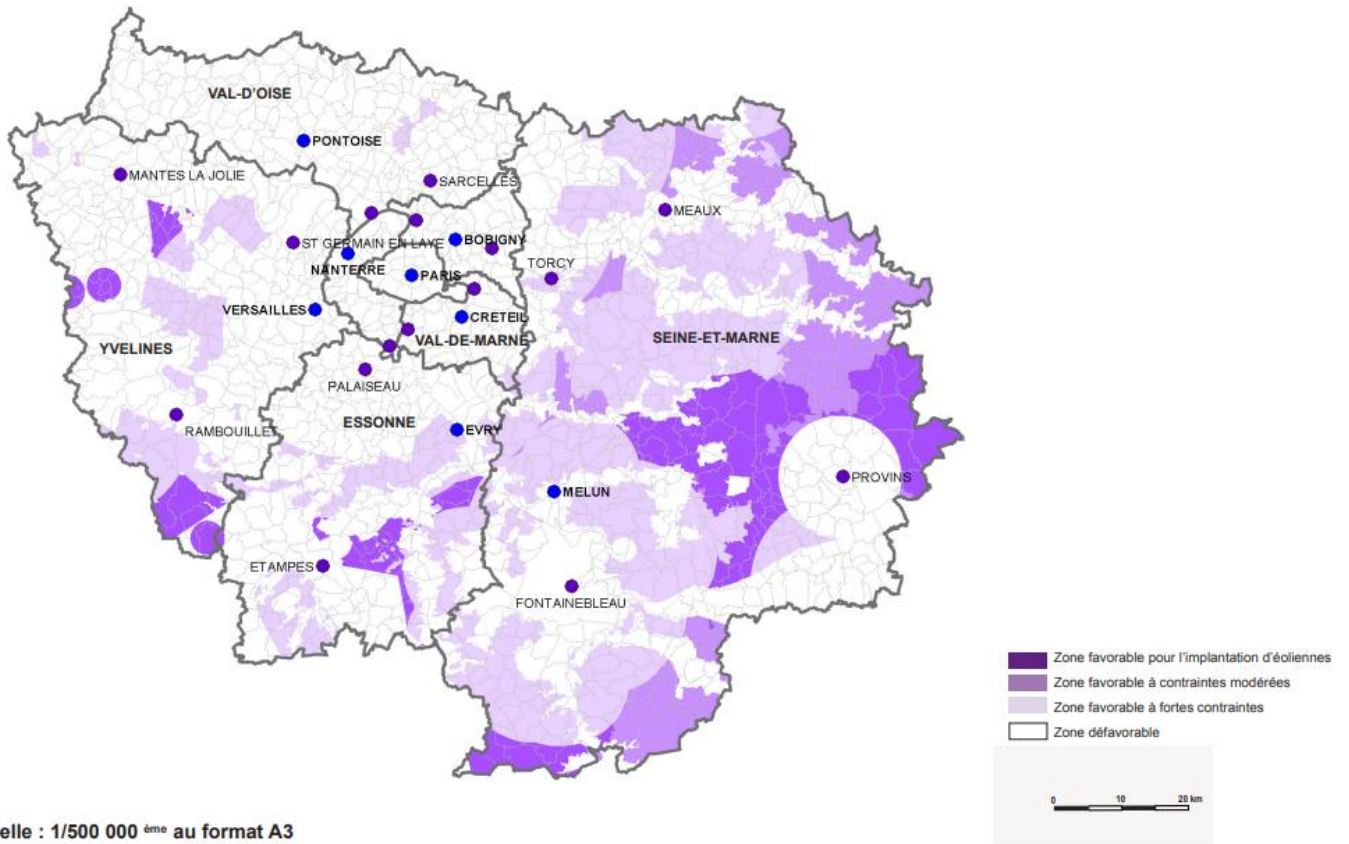 VAL-D'OISE
PONTOISE
MANTES LA JOLIE
SARCELLES
MEAUX
ST GERMAIN EN LAYE
BOBIGNY
NANTERRE
PARIS
TORCY
VERSAILLES
CRETEIL
VAL-DE-MARNE
SEINE-ET-MARNE
YVELINES
PALAISEAU
ESSONNE
RAMBOUILLET
EVRY
PROVINS
MELUN
ETAMPES
FONTAINEBLEAU
Zone favorable pour l'implantation d'éoliennes
Zone favorable à contraintes modérées
Zone favorable à fortes contraintes
Zone défavorable
0 10 20 km
elle : 1/500 000 ème au format A3